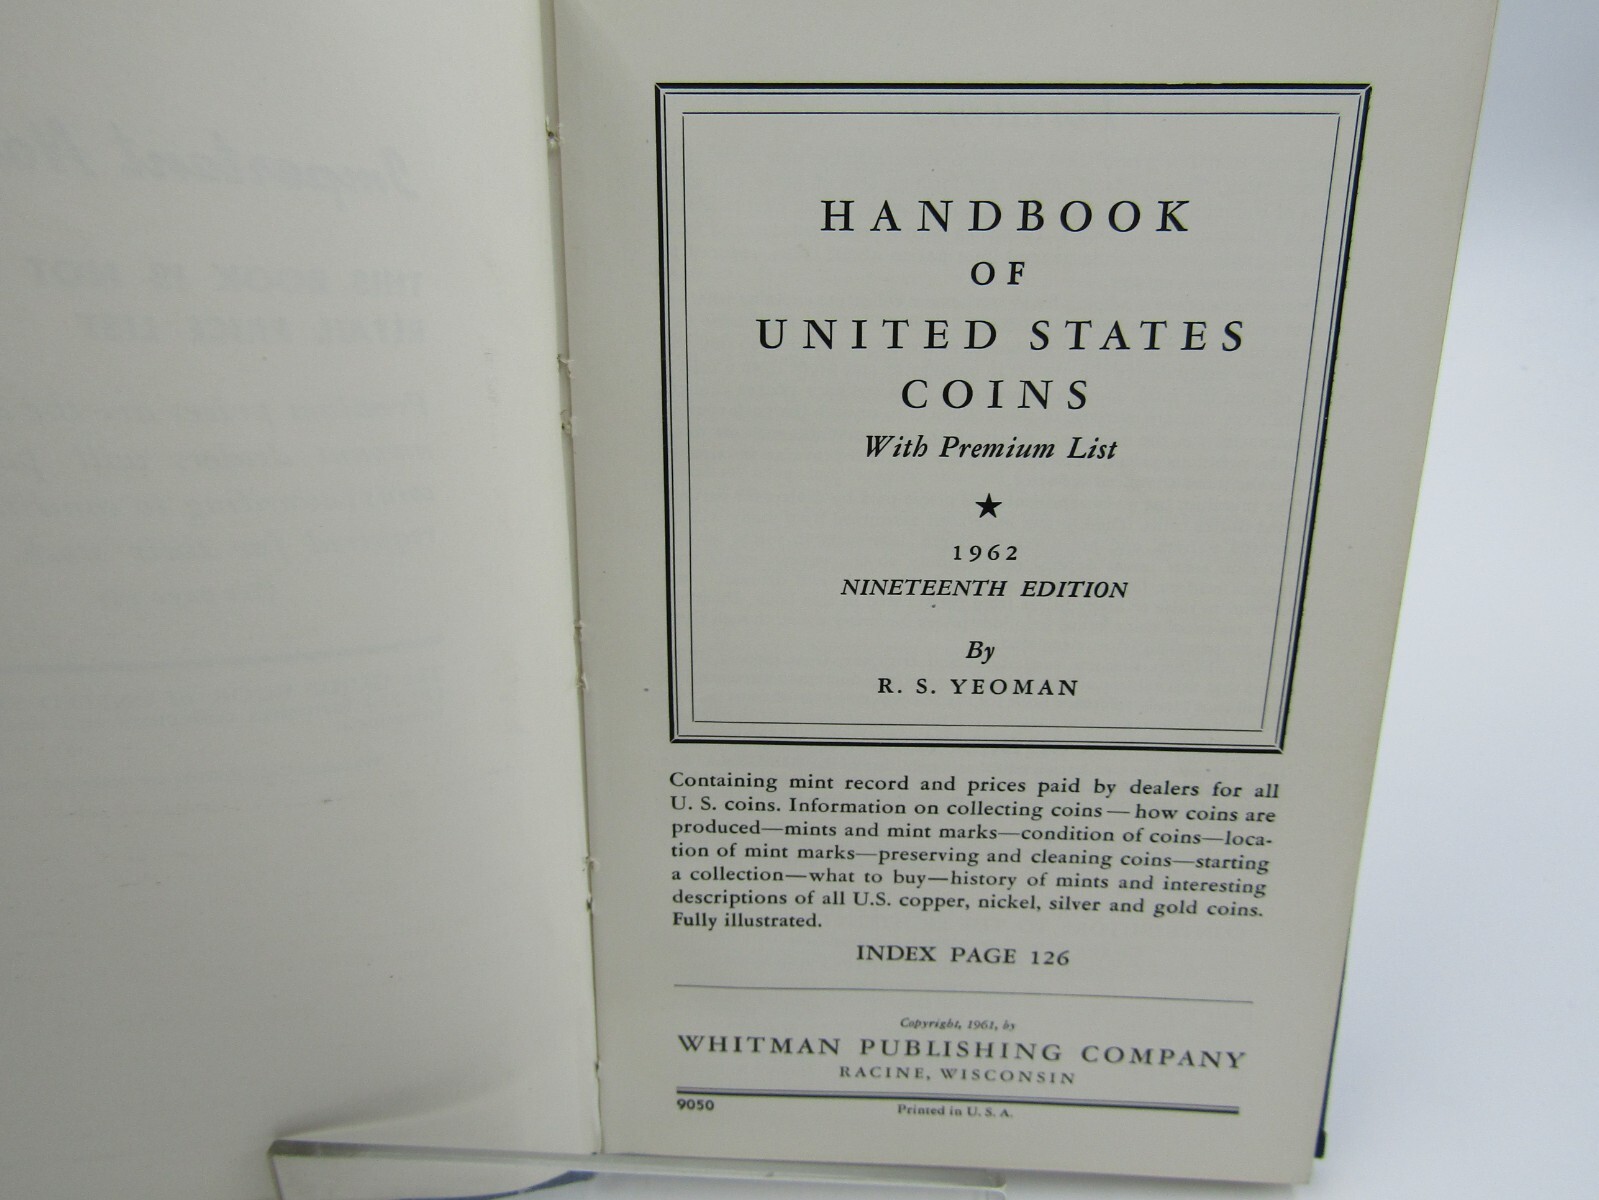 HANDBOOK
OF
UNITED STATES
COINS
With Premium List
★
1962
NINETEENTH EDITION
By
R. S. YEOMAN
Containing mint record and prices paid by dealers for all
U. S. coins. Information on collecting coins — how coins are
produced—mints and mint marks—condition of coins—loca-
tion of mint marks—preserving and cleaning coins—starting
a collection—what to buy—history of mints and interesting
descriptions of all U.S. copper, nickel, silver and gold coins.
Fully illustrated.
INDEX PAGE 126
Copyright, 1961, by
WHITMAN PUBLISHING COMPANY
RACINE, WISCONSIN
9050
Printed in U. S. A.